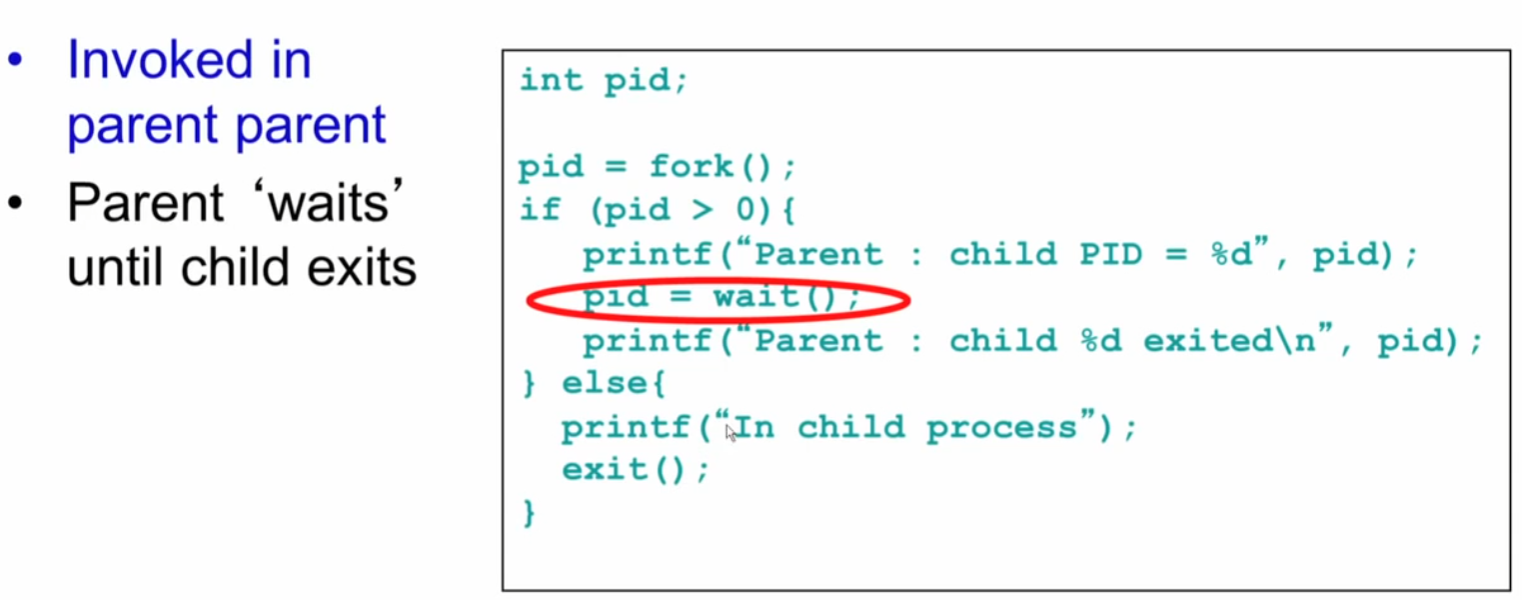 • Invoked in
parent parent
• Parent ‘waits’
until child exits
int pid;
pid = fork();
if (pid > 0){
printf(“Parent : child PID = %d”, pid);
pid = wait();
printf(“Parent : child %d exited\n”, pid);
} else{
printf(“In child process”);
exit();
}